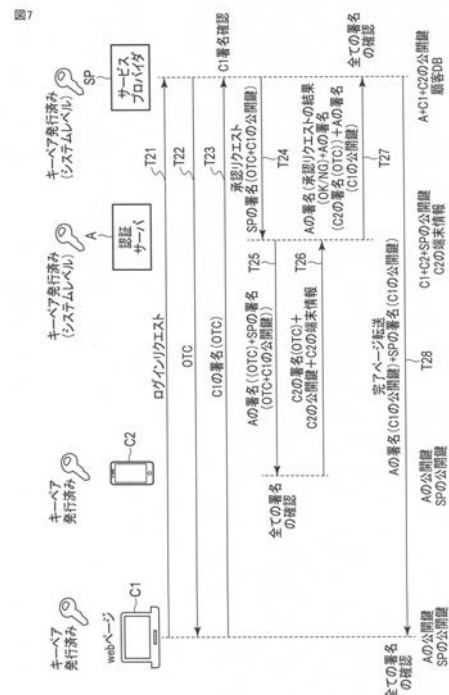 図7
キーペア発行済み
(システムレベル)
SP
サービス
プロバイダ
キーペア発行済み
(システムレベル)
A
認証
サーバ
キーペア
発行済み
C2
キーペア
発行済み
webページ
C1
ログインリクエスト
T21
OTC
T22
C1の署名(OTC)
T23
C1署名確認
承認リクエスト
SPの署名(OTC+C1の公開鍵)
T24
Aの署名((OTC)+SPの署名
(OTC+C1の公開鍵))
T25
全ての署名
の確認
C2の署名(OTC)+
C2の公開鍵+C2の端末情報
T26
Aの署名(承認リクエストの結果
(OK/NG)+Aの署名
(C2の署名(OTC))+Aの署名
(C1の公開鍵)
T27
全ての署名
の確認
完了ページ転送
Aの署名(C1の公開鍵)+SPの署名(C1の公開鍵)
T28
全ての署名
の確認
A+C1+C2の公開鍵
顧客DB
C1+C2+SPの公開鍵
C2の端末情報
Aの公開鍵
SPの公開鍵
Aの公開鍵
SPの公開鍵